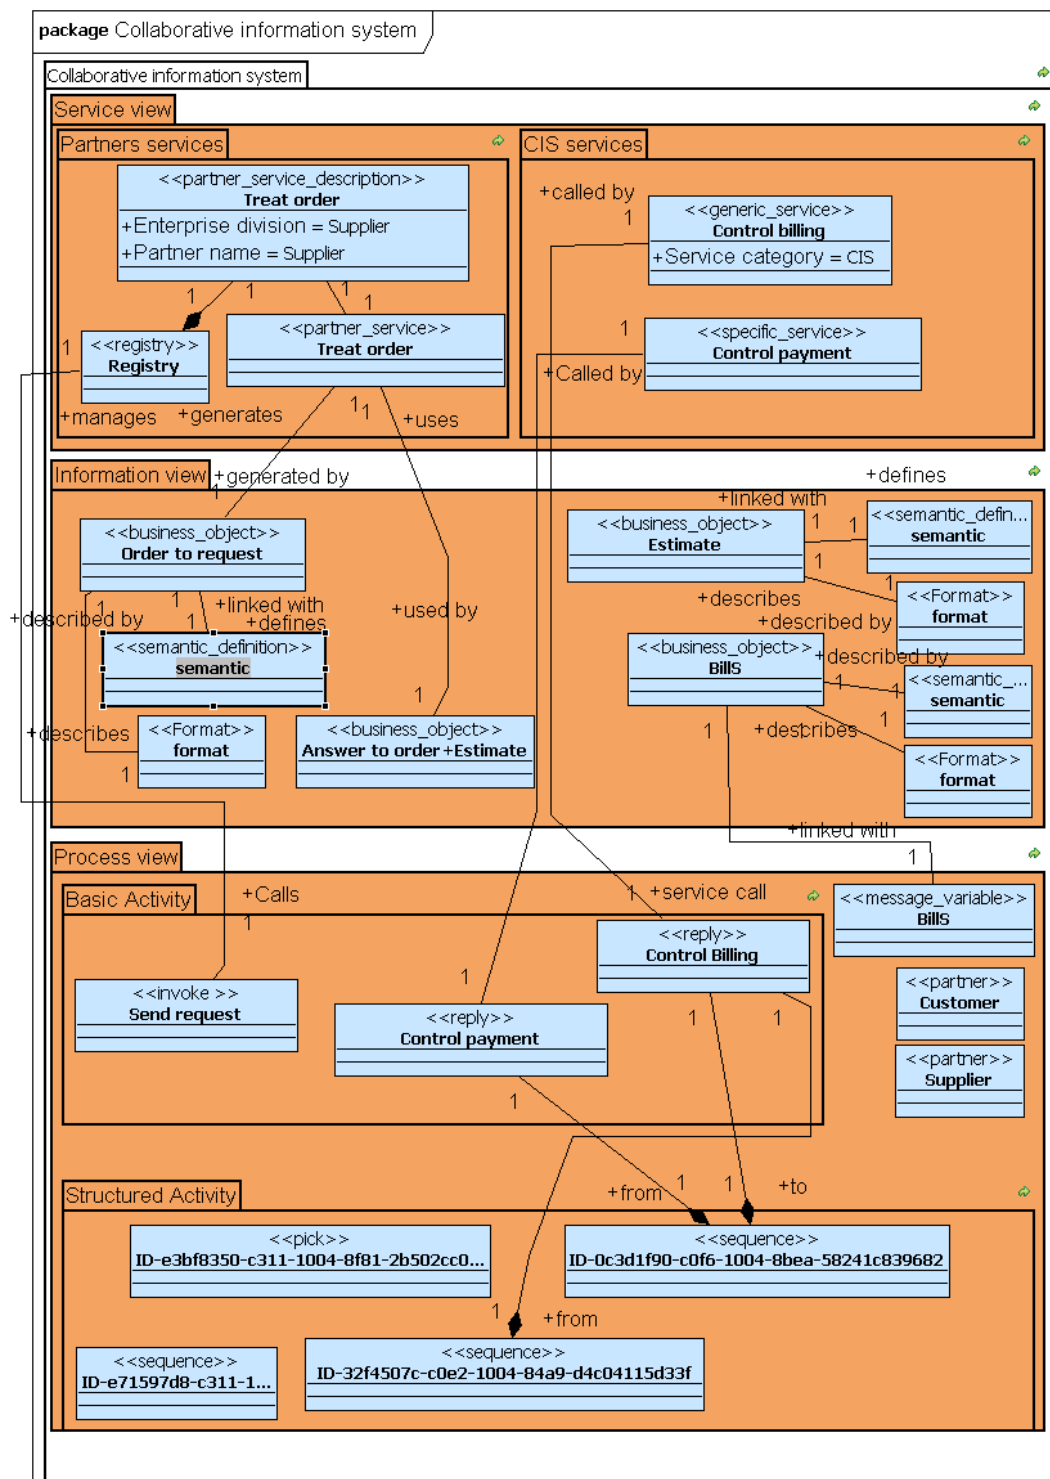 package Collaborative information system
Collaborative information system
Service view
Partners services
<<partner_service_description>>
Treat order
+Enterprise division = Supplier
+Partner name = Supplier
1
1
1
1
<<registry>>
Registry
1
<<partner_service>>
Treat order
+manages
+generates
1
1
+uses
CIS services
+called by
1
<<generic_service>>
Control billing
+Service category = CIS
1
<<specific_service>>
Control payment
+Called by
Information view
+generated by
1
<<business_object>>
Order to request
1
1
1
+described by
+linked with
+defines
<<semantic_definition>>
semantic
+describes
1
<<Format>>
format
+used by
1
<<business_object>>
Answer to order+Estimate
+defines
+linked with
<<business_object>>
Estimate
1
1
1
1
<<semantic_defin...
semantic
+describes
<<Format>>
format
+described by
<<business_object>>
BillS
+described by
1
1
<<semantic_...
semantic
1
1
1
+describes
<<Format>>
format
+linked with
1
Process view
Basic Activity
+Calls
1
1
+service call
<<message_variable>>
BillS
<<reply>>
Control Billing
<<invoke >>
Send request
1
<<reply>>
Control payment
1
1
1
<<partner>>
Customer
<<partner>>
Supplier
Structured Activity
+from
1
1
+to
<<pick>>
ID-e3bf8350-c311-1004-8f81-2b502cc0...
<<sequence>>
ID-0c3d1f90-c0f6-1004-8bea-58241c839682
1
+from
<<sequence>>
ID-e71597d8-c311-1...
<<sequence>>
ID-32f4507c-c0e2-1004-84a9-d4c04115d33f